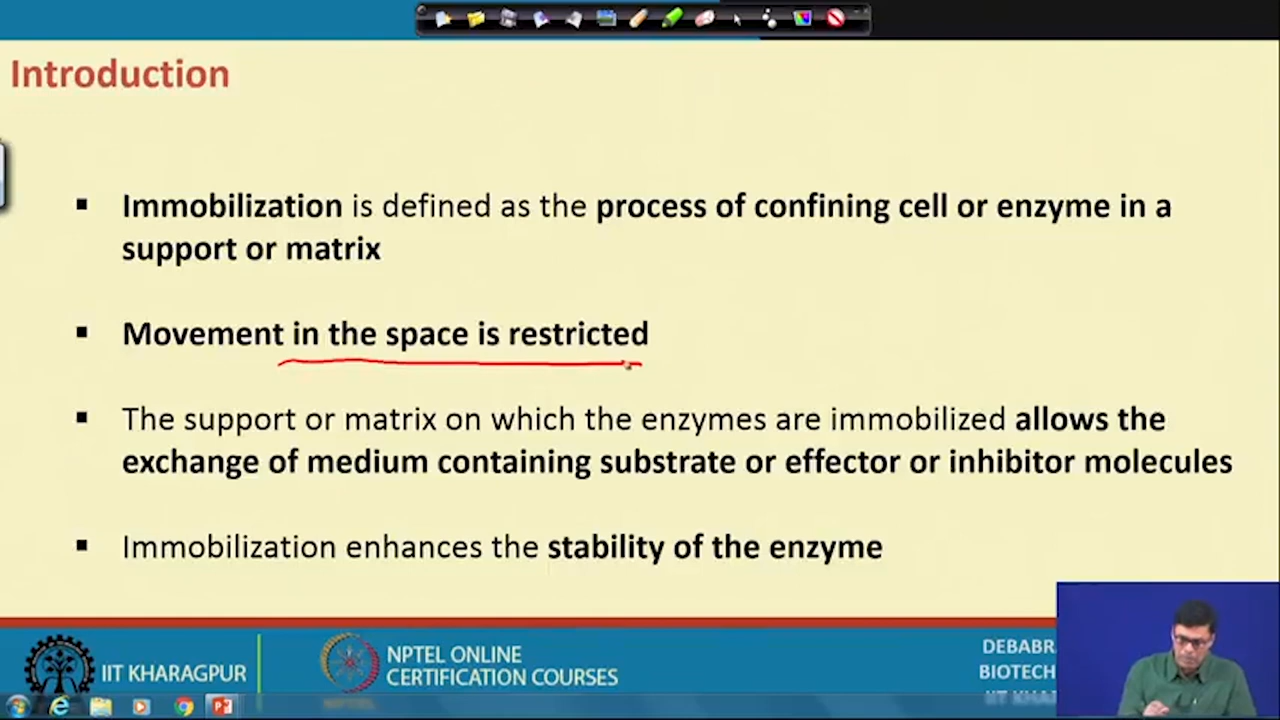 Introduction
▪ Immobilization is defined as the process of confining cell or enzyme in a
support or matrix
▪ Movement in the space is restricted
▪ The support or matrix on which the enzymes are immobilized allows the
exchange of medium containing substrate or effector or inhibitor molecules
▪ Immobilization enhances the stability of the enzyme
IIT KHARAGPUR
NPTEL ONLINE
CERTIFICATION COURSES
DEBABR
BIOTECH
IIT KHA